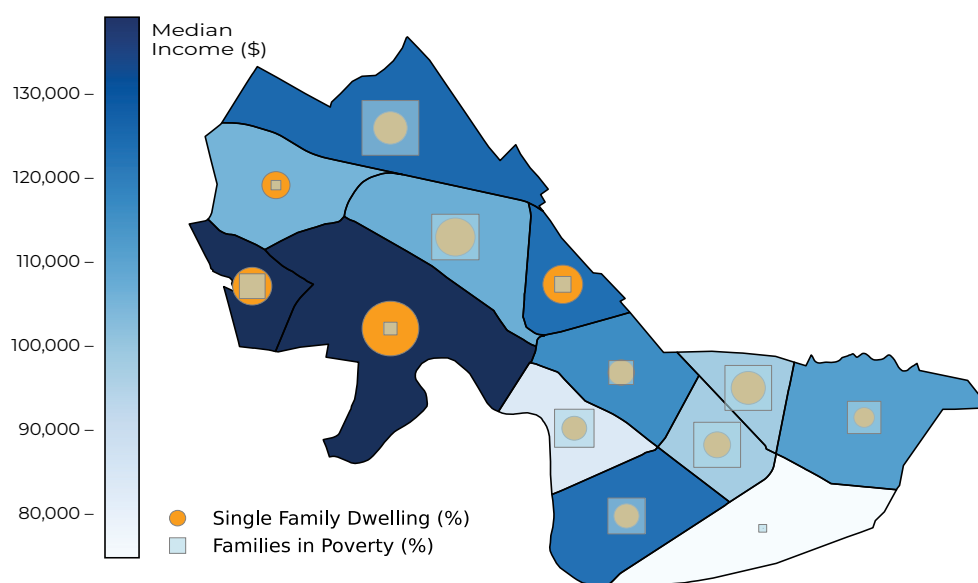 Median
Income ($)
130,000
120,000
110,000
100,000
90,000
80,000
Single Family Dwelling (%)
Families in Poverty (%)